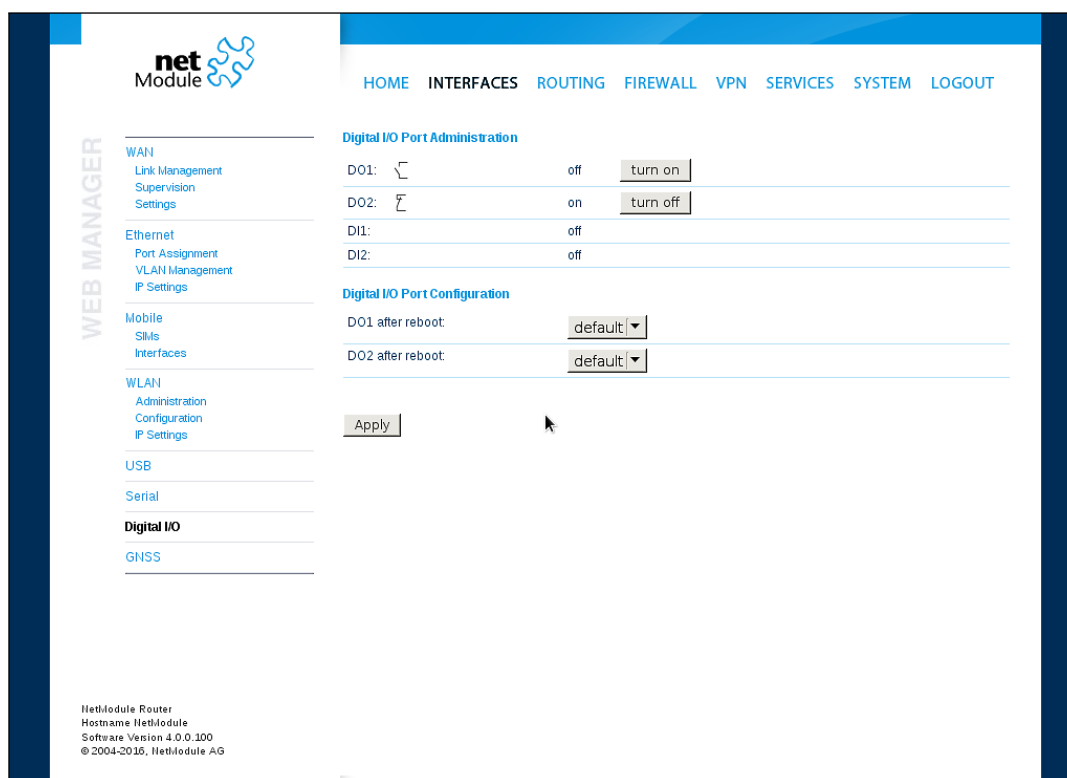 net
Module
HOME INTERFACES ROUTING FIREWALL VPN SERVICES SYSTEM LOGOUT
WEB MANAGER
WAN
Link Management
Supervision
Settings
Ethernet
Port Assignment
VLAN Management
IP Settings
Mobile
SIMs
Interfaces
WLAN
Administration
Configuration
IP Settings
USB
Serial
Digital I/O
GNSS
Digital I/O Port Administration
DO1: off turn on
DO2: on turn off
DI1: off
DI2: off
Digital I/O Port Configuration
DO1 after reboot: default
DO2 after reboot: default
Apply
NetModule Router
Hostname NetModule
Software Version 4.0.0.100
© 2004-2016, NetModule AG